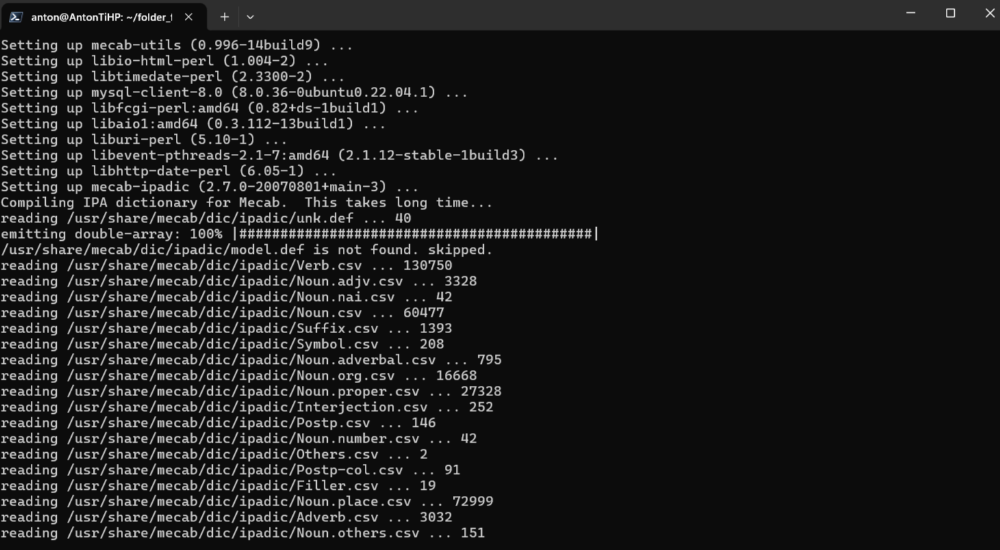 anton@AntonTiHP: ~/folder_
Setting up mecab-utils (0.996-14build9) ...
Setting up libio-html-perl (1.004-2) ...
Setting up libtimedate-perl (2.3300-2) ...
Setting up mysql-client-8.0 (8.0.36-0ubuntu0.22.04.1) ...
Setting up libfcgi-perl:amd64 (0.82+ds-1build1) ...
Setting up libaio1:amd64 (0.3.112-13build1) ...
Setting up liburi-perl (5.10-1) ...
Setting up libevent-pthreads-2.1-7:amd64 (2.1.12-stable-1build3) ...
Setting up libhttp-date-perl (6.05-1) ...
Setting up mecab-ipadic (2.7.0-20070801+main-3) ...
Compiling IPA dictionary for Mecab.  This takes long time...
reading /usr/share/mecab/dic/ipadic/unk.def ... 40
emitting double-array: 100% |###########################################|
/usr/share/mecab/dic/ipadic/model.def is not found. skipped.
reading /usr/share/mecab/dic/ipadic/Verb.csv ... 130750
reading /usr/share/mecab/dic/ipadic/Noun.adjv.csv ... 3328
reading /usr/share/mecab/dic/ipadic/Noun.nai.csv ... 42
reading /usr/share/mecab/dic/ipadic/Noun.csv ... 60477
reading /usr/share/mecab/dic/ipadic/Suffix.csv ... 1393
reading /usr/share/mecab/dic/ipadic/Symbol.csv ... 208
reading /usr/share/mecab/dic/ipadic/Noun.adverbal.csv ... 795
reading /usr/share/mecab/dic/ipadic/Noun.org.csv ... 16668
reading /usr/share/mecab/dic/ipadic/Noun.proper.csv ... 27328
reading /usr/share/mecab/dic/ipadic/Interjection.csv ... 252
reading /usr/share/mecab/dic/ipadic/Postp.csv ... 146
reading /usr/share/mecab/dic/ipadic/Noun.number.csv ... 42
reading /usr/share/mecab/dic/ipadic/Others.csv ... 2
reading /usr/share/mecab/dic/ipadic/Postp-col.csv ... 91
reading /usr/share/mecab/dic/ipadic/Filler.csv ... 19
reading /usr/share/mecab/dic/ipadic/Noun.place.csv ... 72999
reading /usr/share/mecab/dic/ipadic/Adverb.csv ... 3032
reading /usr/share/mecab/dic/ipadic/Noun.others.csv ... 151